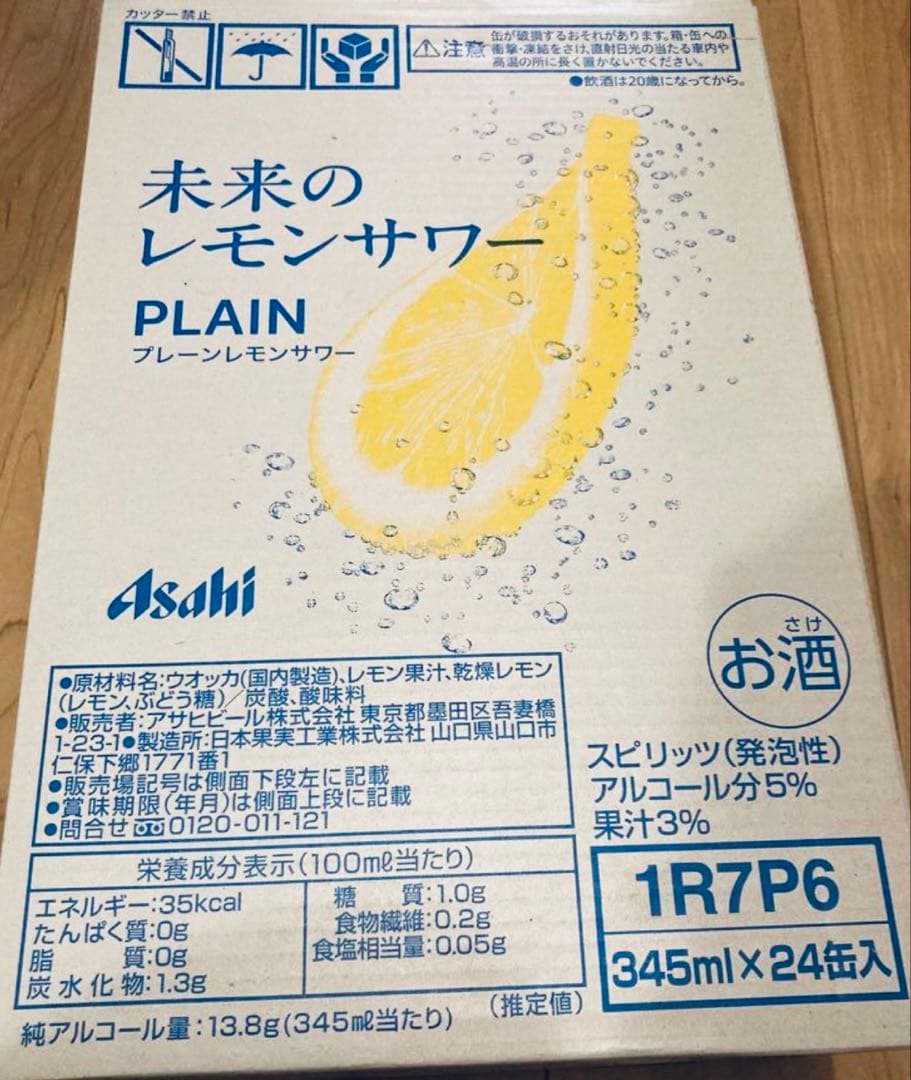 カッター禁止
⚠注意
缶が破損するおそれがあります。箱・缶への
衝撃・凍結をさけ、直射日光の当たる車内や
高温の所に長く置かないでください。
●飲酒は20歳になってから。
未来の
レモンサワー
PLAIN
プレーンレモンサワー
Asahi
さけ
お酒
●原材料名:ウオッカ(国内製造)、レモン果汁、乾燥レモン
(レモン、ぶどう糖)/炭酸、酸味料
●販売者:アサヒビール株式会社 東京都墨田区吾妻橋
1-23-1●製造所:日本果実工業株式会社 山口県山口市
仁保下郷1771番1
●販売場記号は側面下段左に記載
●賞味期限(年月)は側面上段に記載
●問合せ 0120-011-121
スピリッツ(発泡性)
アルコール分5%
果汁3%
栄養成分表示(100ml当たり)
エネルギー:35kcal
たんぱく質:0g
脂 質:0g
炭水化物:1.3g
糖 質:1.0g
食物繊維:0.2g
食塩相当量:0.05g
(推定値)
純アルコール量:13.8g(345ml当たり)
1R7P6
345ml×24缶入